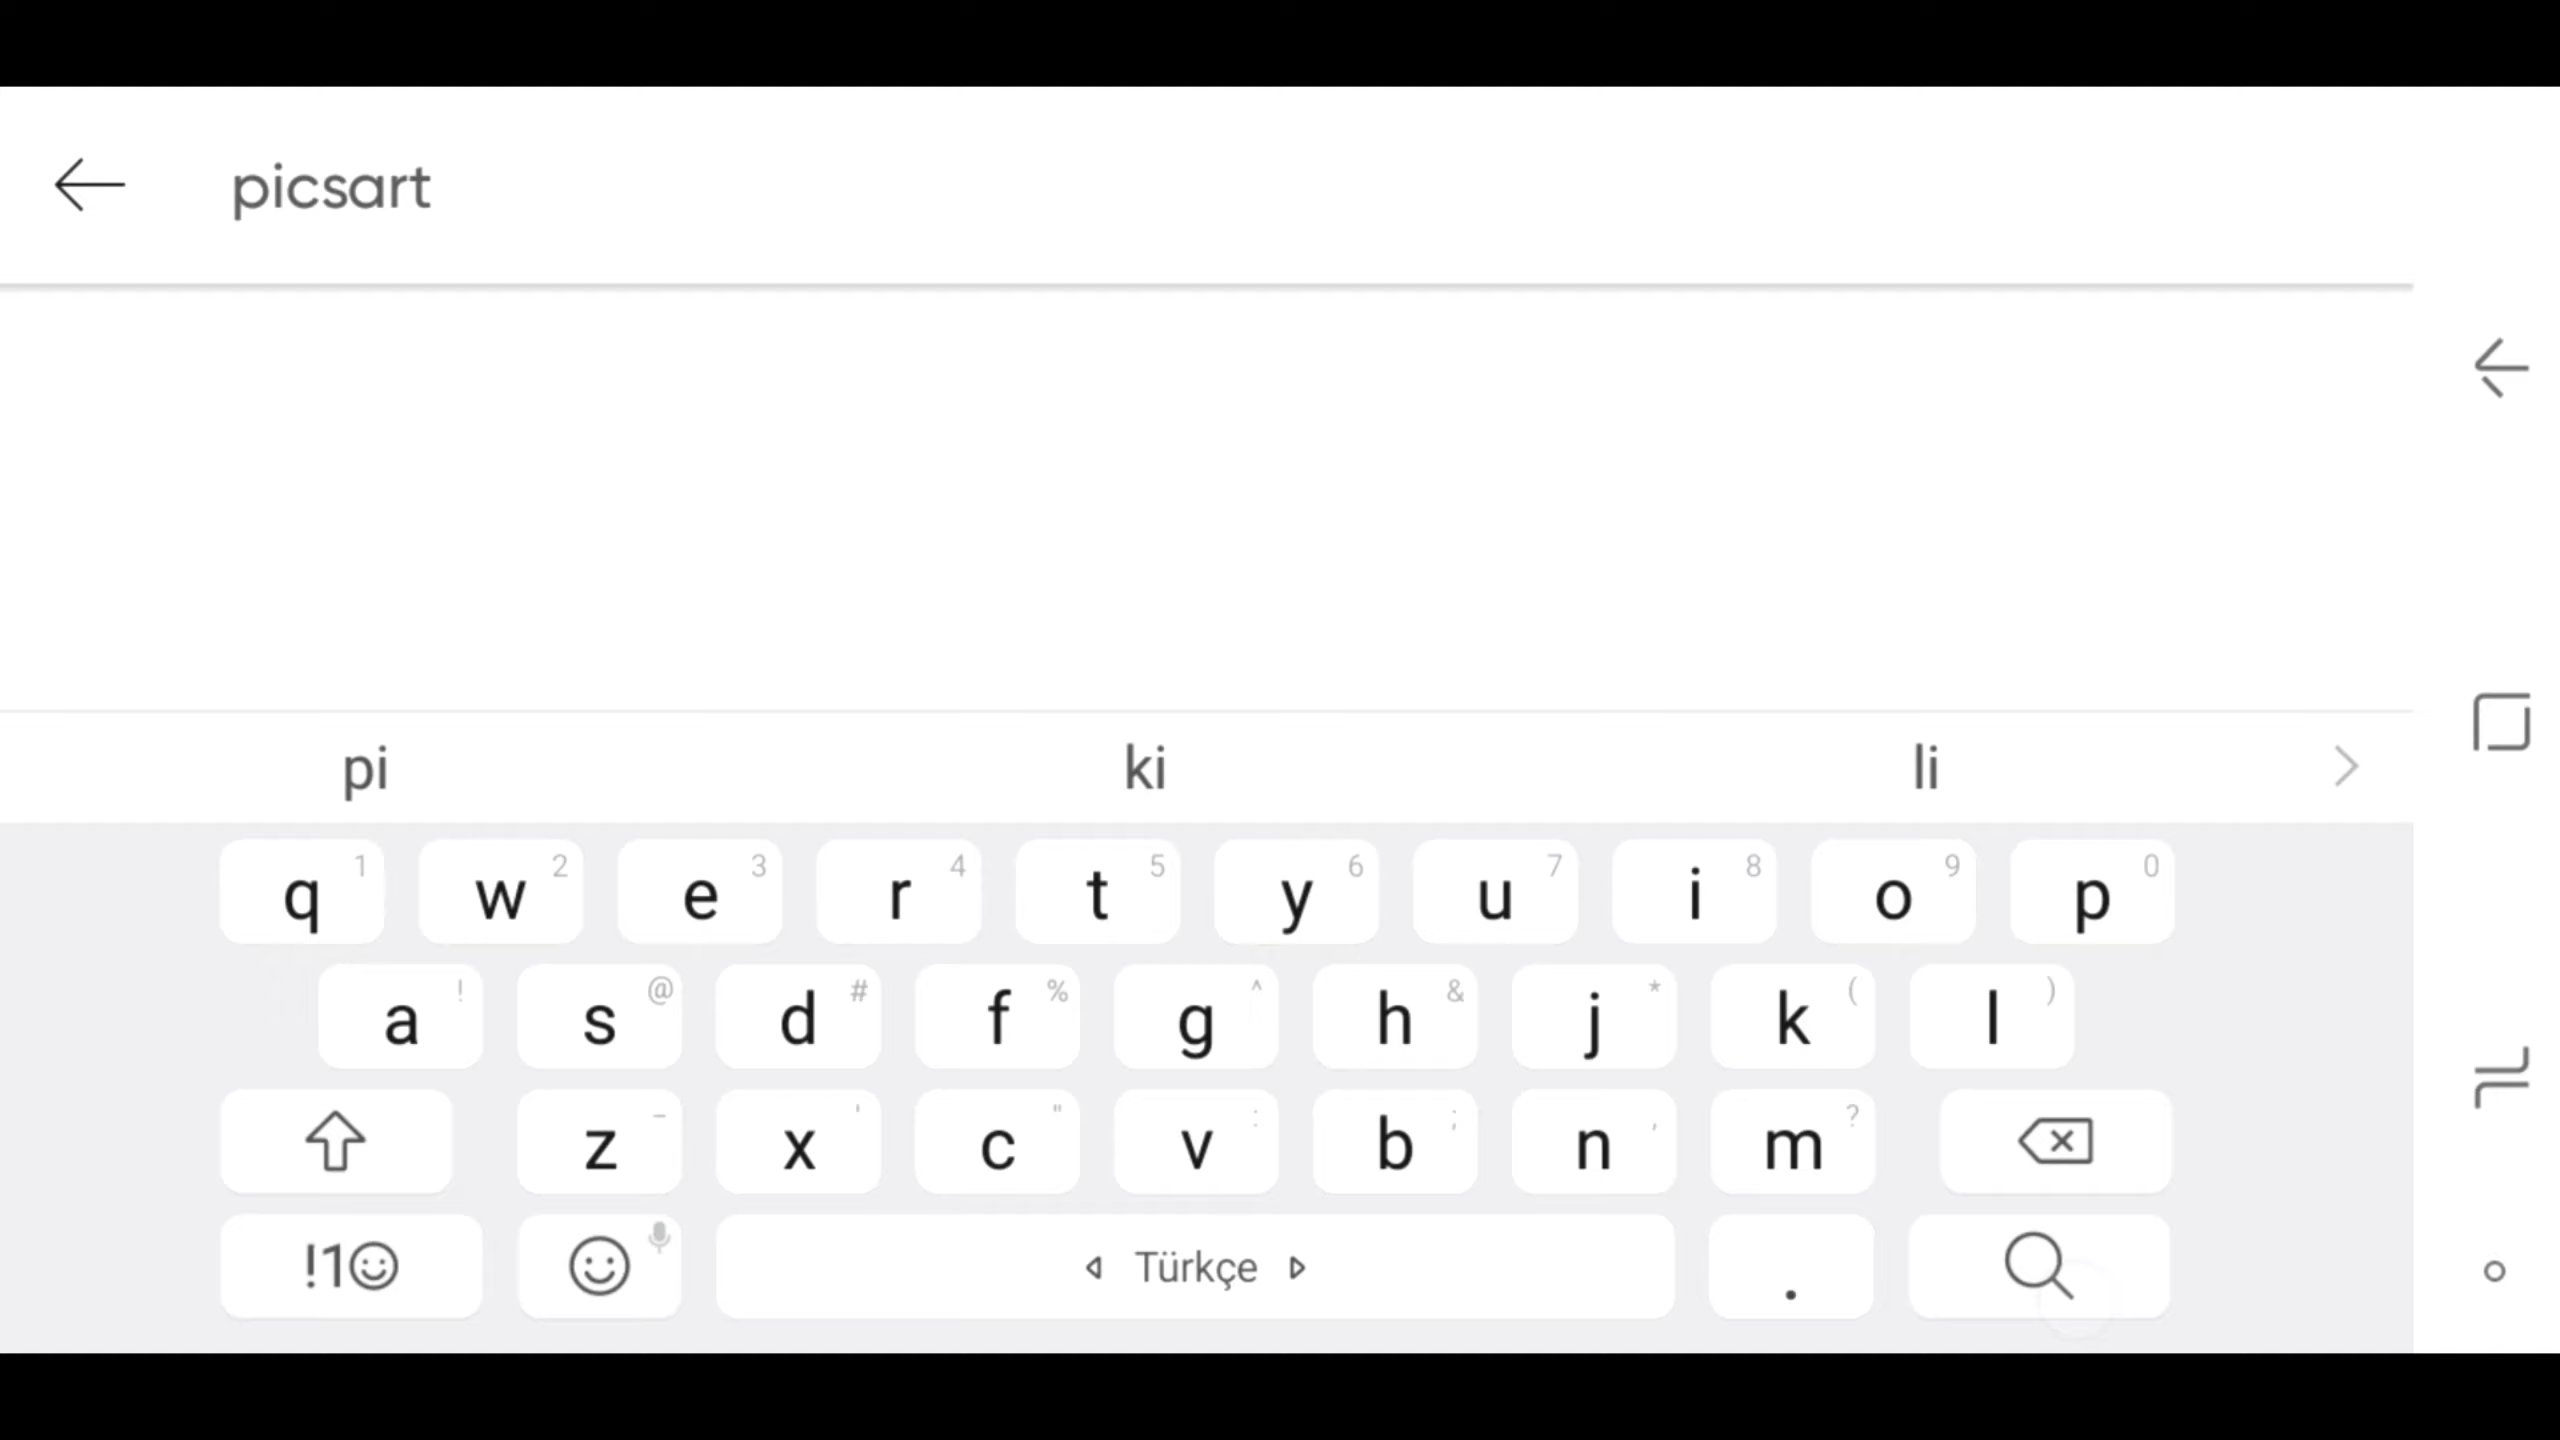 picsart
pi ki li
q 1 w 2 e 3 r 4 t 5 y 6 u 7 i 8 o 9 p 0
a ! s @ d # f % g ^ h & j * k ( l )
z - x ' c " v : b ; n , m ?
!1☺ Türkçe .